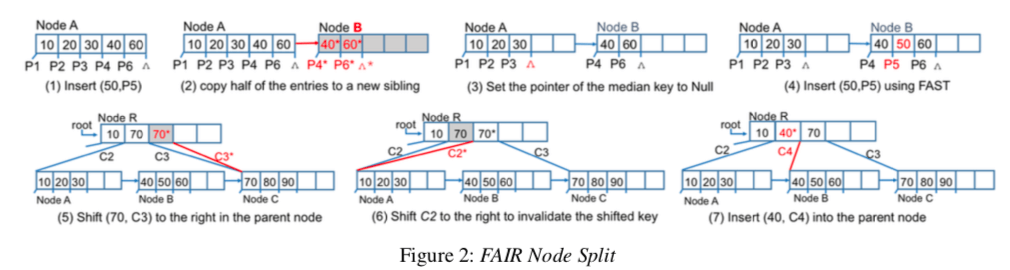 Node A
10 20 30 40 60
P1 P2 P3 P4 P6 Λ
(1) Insert (50,P5)
Node A Node B
10 20 30 40 60 40* 60*
P1 P2 P3 P4 P6 Λ P4* P6* Λ*
(2) copy half of the entries to a new sibling
Node A Node B
10 20 30 40 60
P1 P2 P3 Λ P4 P6 Λ
(3) Set the pointer of the median key to Null
Node A Node B
10 20 30 40 50 60
P1 P2 P3 Λ P4 P5 P6 Λ
(4) Insert (50,P5) using FAST
root Node R
10 70 70*
C2 C3 C3*
10 20 30 40 50 60 70 80 90
Node A Node B Node C
(5) Shift (70, C3) to the right in the parent node
root Node R
10 70 70*
C2 C2* C3
10 20 30 40 50 60 70 80 90
Node A Node B Node C
(6) Shift C2 to the right to invalidate the shifted key
root Node R
10 40* 70
C2 C4 C3
10 20 30 40 50 60 70 80 90
Node A Node B Node C
(7) Insert (40, C4) into the parent node
Figure 2: FAIR Node Split